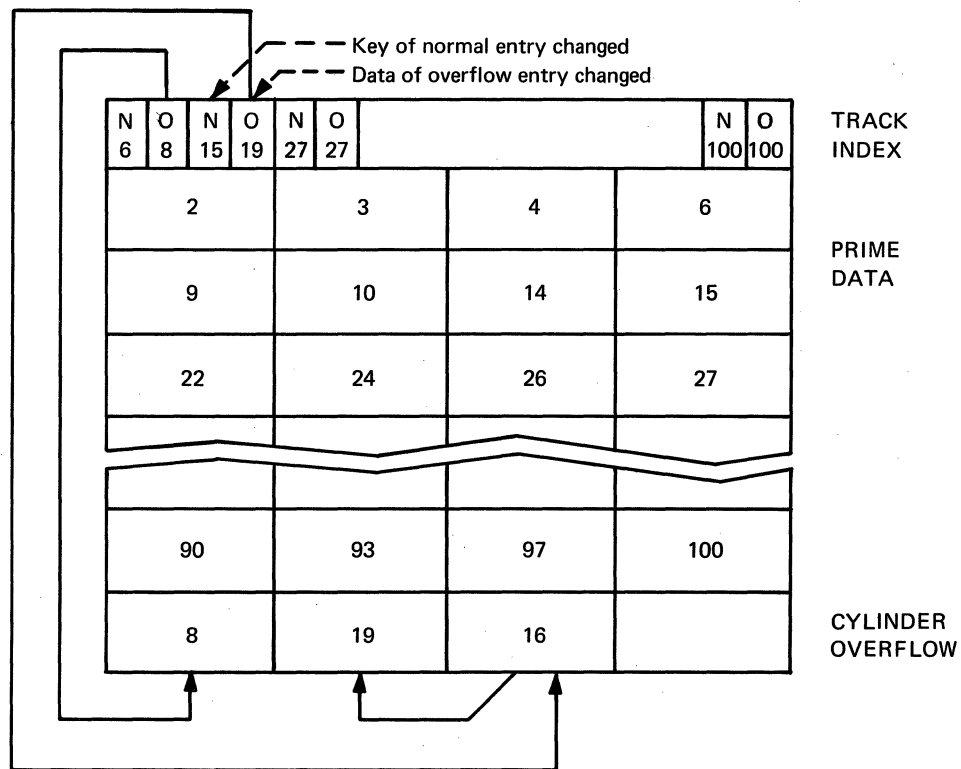 Key of normal entry changed
Data of overflow entry changed
N O N O N O N O
6 8 15 19 27 27 100 100
TRACK
INDEX
2 3 4 6
PRIME
DATA
9 10 14 15
22 24 26 27
90 93 97 100
8 19 16
CYLINDER
OVERFLOW